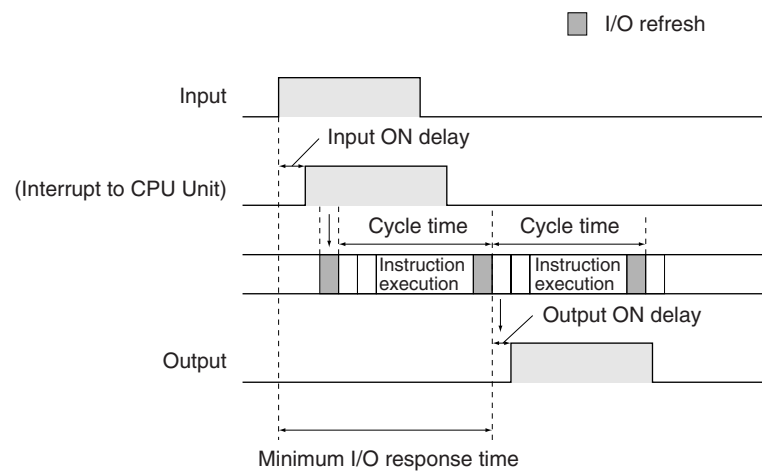 I/O refresh
Input
Input ON delay
(Interrupt to CPU Unit)
Cycle time
Cycle time
Instruction
execution
Instruction
execution
Output ON delay
Output
Minimum I/O response time